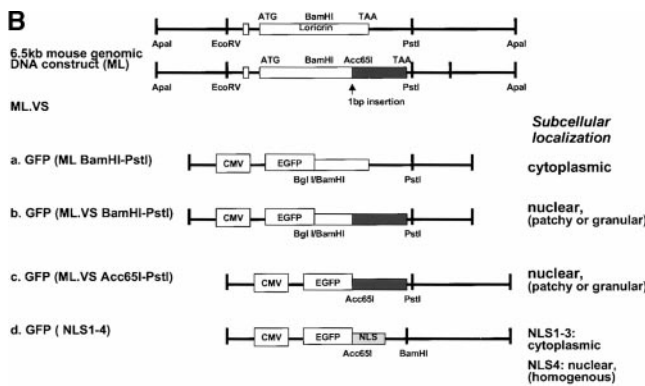 B
ATG BamHI TAA
Loricrin
ApaI EcoRV PstI ApaI
6.5kb mouse genomic
DNA construct (ML)
ATG BamHI Acc65I TAA
ApaI EcoRV PstI ApaI
1bp insertion
ML.VS
Subcellular
localization
a. GFP (ML BamHI-PstI)
CMV EGFP
Bgl I/BamHI PstI
cytoplasmic
b. GFP (ML.VS BamHI-PstI)
CMV EGFP
Bgl I/BamHI PstI
nuclear,
(patchy or granular)
c. GFP (ML.VS Acc65I-PstI)
CMV EGFP
Acc65I PstI
nuclear,
(patchy or granular)
d. GFP ( NLS1-4)
CMV EGFP NLS
Acc65I BamHI
NLS1-3:
cytoplasmic
NLS4: nuclear,
(homogenous)